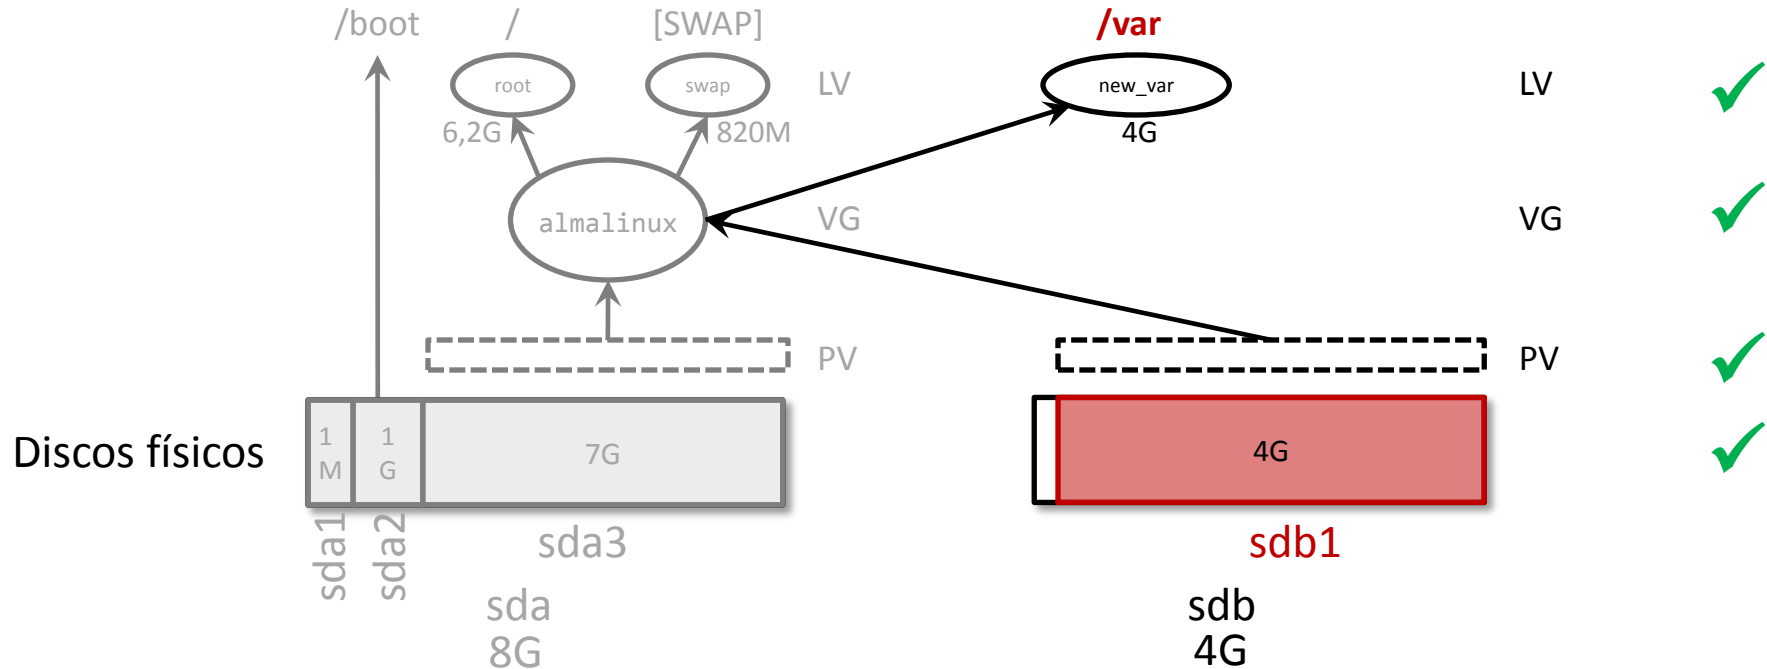 /boot / [SWAP] /var
root swap LV new_var LV
6,2G 820M 4G
almalinux VG VG
PV PV
Discos físicos
1
M
1
G
7G 4G
sda1 sda2 sda3 sdb1
sda sdb
8G 4G